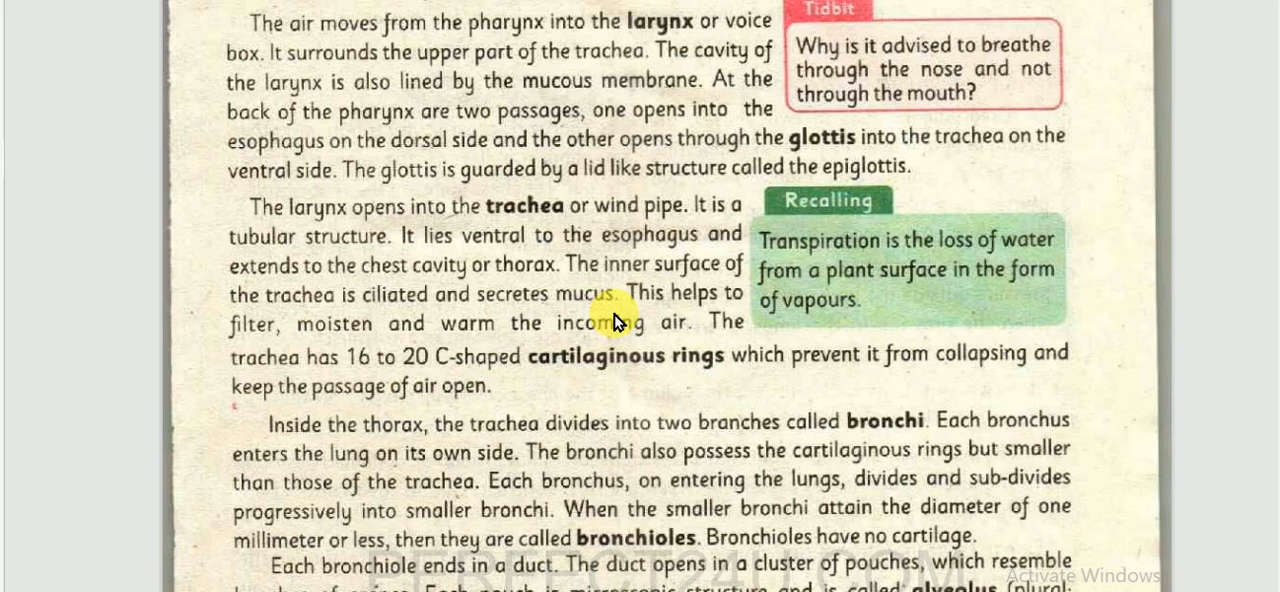 The air moves from the pharynx into the larynx or voice
box. It surrounds the upper part of the trachea. The cavity of
the larynx is also lined by the mucous membrane. At the
back of the pharynx are two passages, one opens into the
esophagus on the dorsal side and the other opens through the glottis into the trachea on the
ventral side. The glottis is guarded by a lid like structure called the epiglottis.
Tidbit
Why is it advised to breathe
through the nose and not
through the mouth?
The larynx opens into the trachea or wind pipe. It is a
tubular structure. It lies ventral to the esophagus and
extends to the chest cavity or thorax. The inner surface of
the trachea is ciliated and secretes mucus. This helps to
filter, moisten and warm the incoming air. The
trachea has 16 to 20 C-shaped cartilaginous rings which prevent it from collapsing and
keep the passage of air open.
Recalling
Transpiration is the loss of water
from a plant surface in the form
of vapours.
Inside the thorax, the trachea divides into two branches called bronchi. Each bronchus
enters the lung on its own side. The bronchi also possess the cartilaginous rings but smaller
than those of the trachea. Each bronchus, on entering the lungs, divides and sub-divides
progressively into smaller bronchi. When the smaller bronchi attain the diameter of one
millimeter or less, then they are called bronchioles. Bronchioles have no cartilage.
Each bronchiole ends in a duct. The duct opens in a cluster of pouches, which resemble
Each pouch is microscopic structure and is called alveolus (plural:
PERFECT24U.COM
Activate Windows